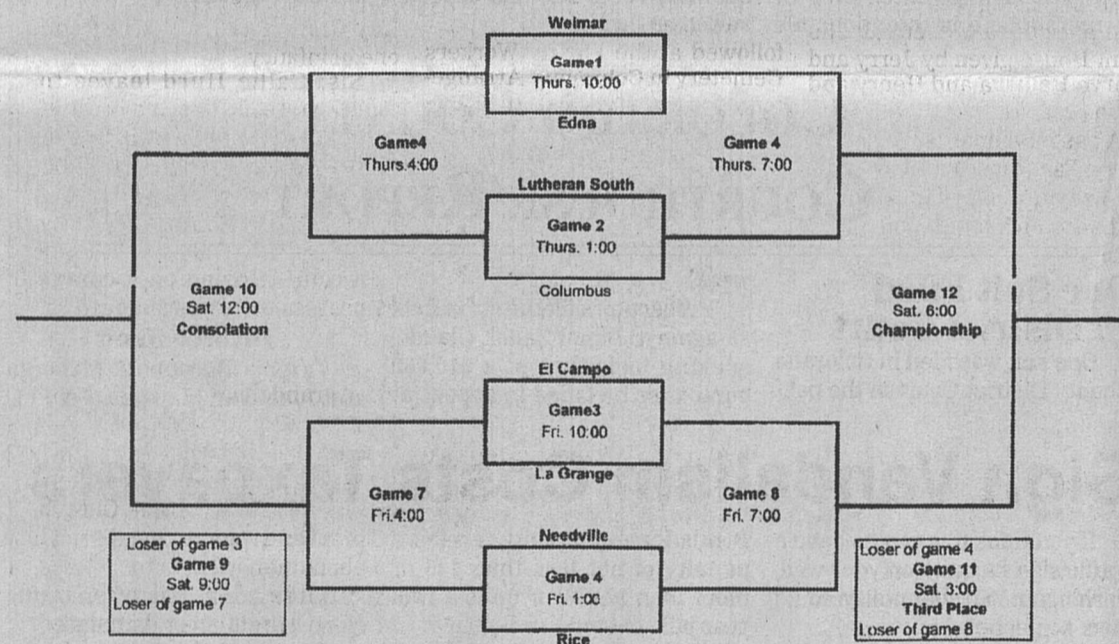 Weimar
Game1
Thurs. 10:00
Edna
Game4
Thurs.4:00
Game 4
Thurs. 7:00
Lutheran South
Game 2
Thurs. 1:00
Columbus
Game 10
Sat 12:00
Consolation
Game 12
Sat. 6:00
Championship
El Campo
Game3
Fri. 10:00
La Grange
Game 7
Fri.4:00
Game 8
Fri. 7:00
Needville
Game 4
Fri. 1:00
Rice
Loser of game 3
Game 9
Sat. 9:00
Loser of game 7
Loser of game 4
Game 11
Sat. 3:00
Third Place
Loser of game 8